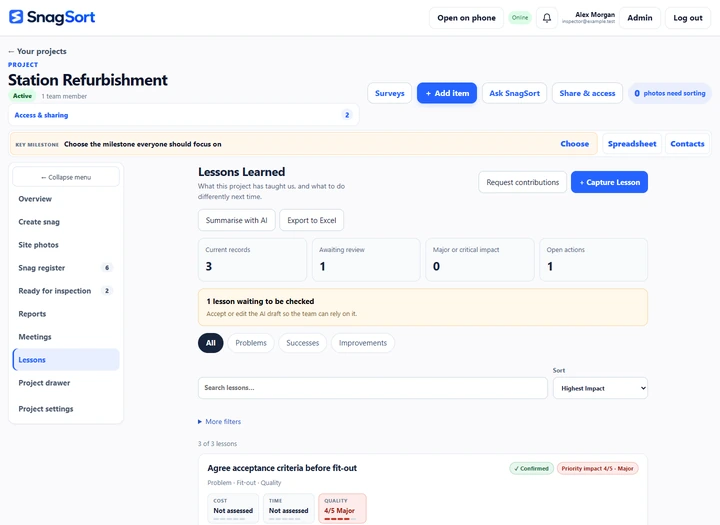 SnagSort
Open on phone
Online
Alex Morgan
inspector@example.test
Admin
Log out
← Your projects
PROJECT
Station Refurbishment
Active
1 team member
Access & sharing
2
Surveys
+ Add item
Ask SnagSort
Share & access
0 photos need sorting
KEY MILESTONE
Choose the milestone everyone should focus on
Choose
Spreadsheet
Contacts
← Collapse menu
Overview
Create snag
Site photos
Snag register
6
Ready for inspection
2
Reports
Meetings
Lessons
Project drawer
Project settings
Lessons Learned
What this project has taught us, and what to do
differently next time.
Request contributions
+ Capture Lesson
Summarise with AI
Export to Excel
Current records
3
Awaiting review
1
Major or critical impact
0
Open actions
1
1 lesson waiting to be checked
Accept or edit the AI draft so the team can rely on it.
All
Problems
Successes
Improvements
Search lessons...
Sort
Highest Impact
▶ More filters
3 of 3 lessons
Agree acceptance criteria before fit-out
✓ Confirmed
Priority impact 4/5 · Major
Problem · Fit-out · Quality
COST
Not assessed
TIME
Not assessed
QUALITY
4/5 Major